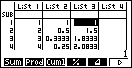 List 1 List 2 List 3 List 4
SUB
1 1 1 1
2 2 0.5 1.5
3 3 0.3333 1.8333
4 4 0.25 2.0833
1
Sum Prod Cuml % Δ ▷